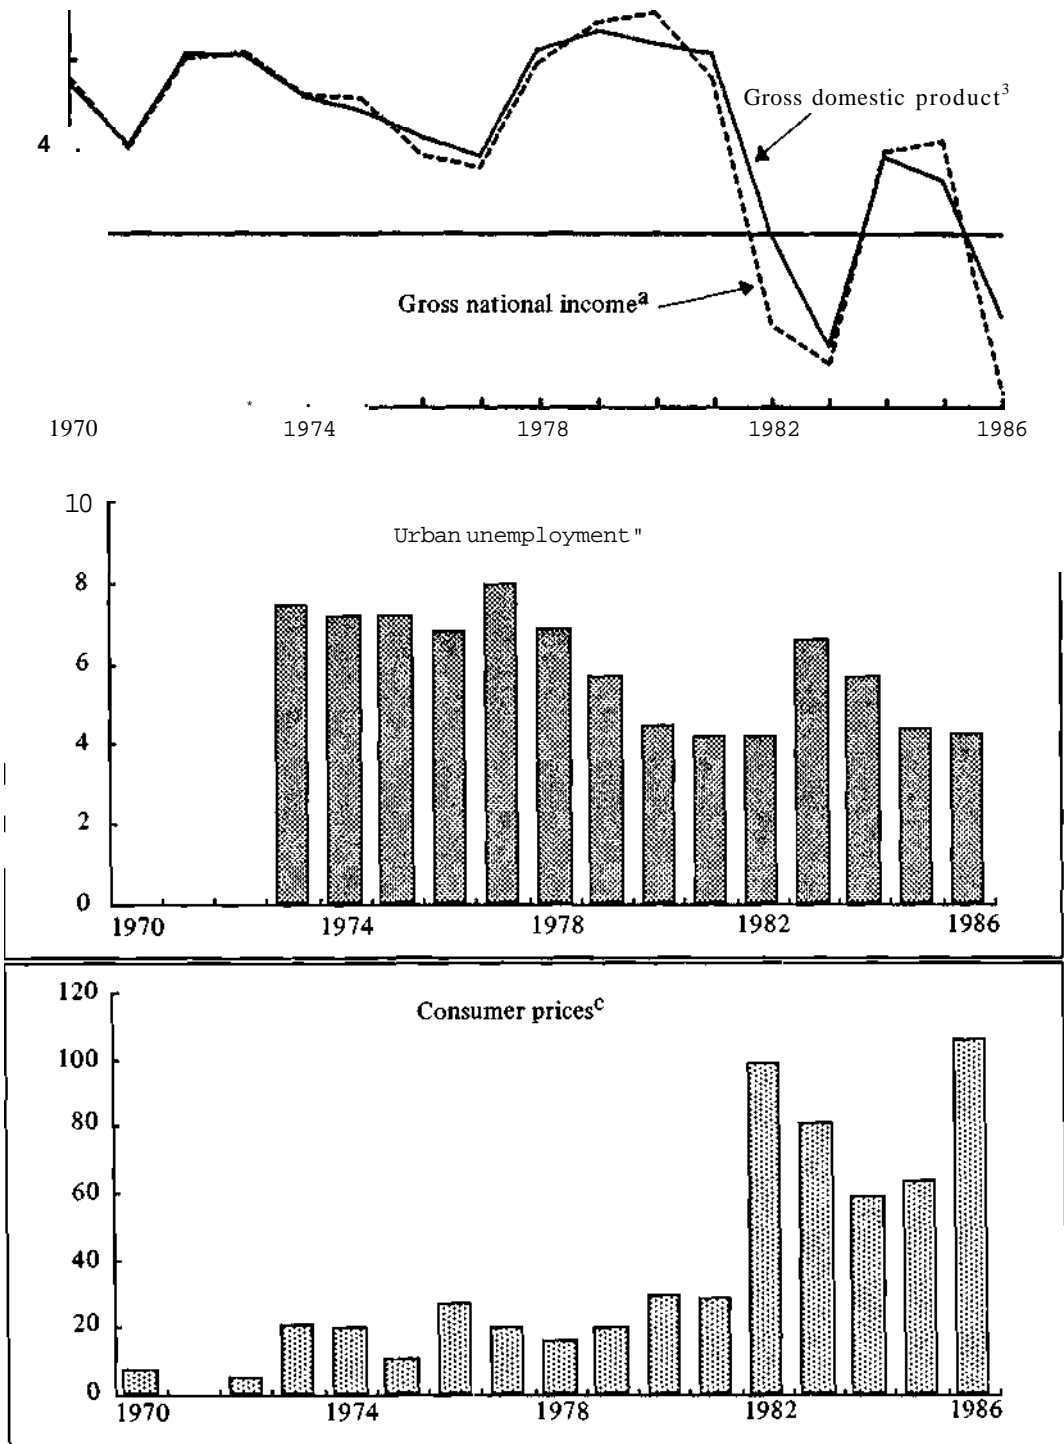 Gross domestic product³
4
Gross national incomeᵃ
1970 1974 1978 1982 1986
10
Urban unemployment"
8
6
4
2
0
1970 1974 1978 1982 1986
120
Consumer pricesᶜ
100
80
60
40
20
0
1970 1974 1978 1982 1986